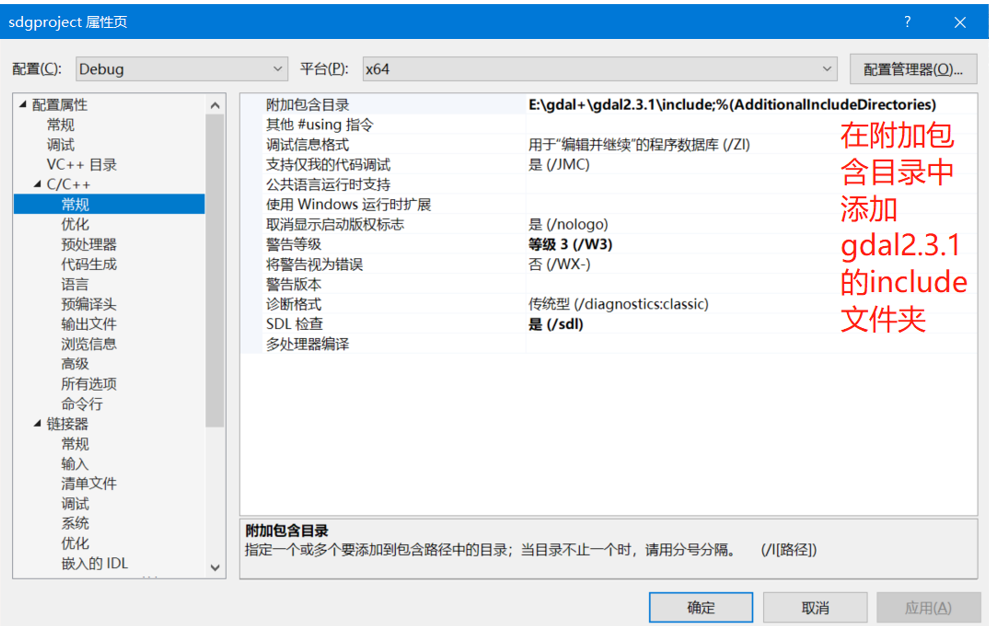 sdgproject 属性页
配置(C): Debug 平台(P): x64 配置管理器(O)...
配置属性
常规
调试
VC++ 目录
C/C++
常规
优化
预处理器
代码生成
语言
预编译头
输出文件
浏览信息
高级
所有选项
命令行
链接器
常规
输入
清单文件
调试
系统
优化
嵌入的 IDL
附加包含目录 E:\gdal+\gdal2.3.1\include;%(AdditionalIncludeDirectories)
其他 #using 指令
调试信息格式 用于“编辑并继续”的程序数据库 (/ZI)
支持仅我的代码调试 是 (/JMC)
公共语言运行时支持
使用 Windows 运行时扩展
取消显示启动版权标志 是 (/nologo)
警告等级 等级 3 (/W3)
将警告视为错误 否 (/WX-)
警告版本
诊断格式 传统型 (/diagnostics:classic)
SDL 检查 是 (/sdl)
多处理器编译
在附加包
含目录中
添加
gdal2.3.1
的include
文件夹
附加包含目录
指定一个或多个要添加到包含路径中的目录；当目录不止一个时，请用分号分隔。 (/I[路径])
确定 取消 应用(A)